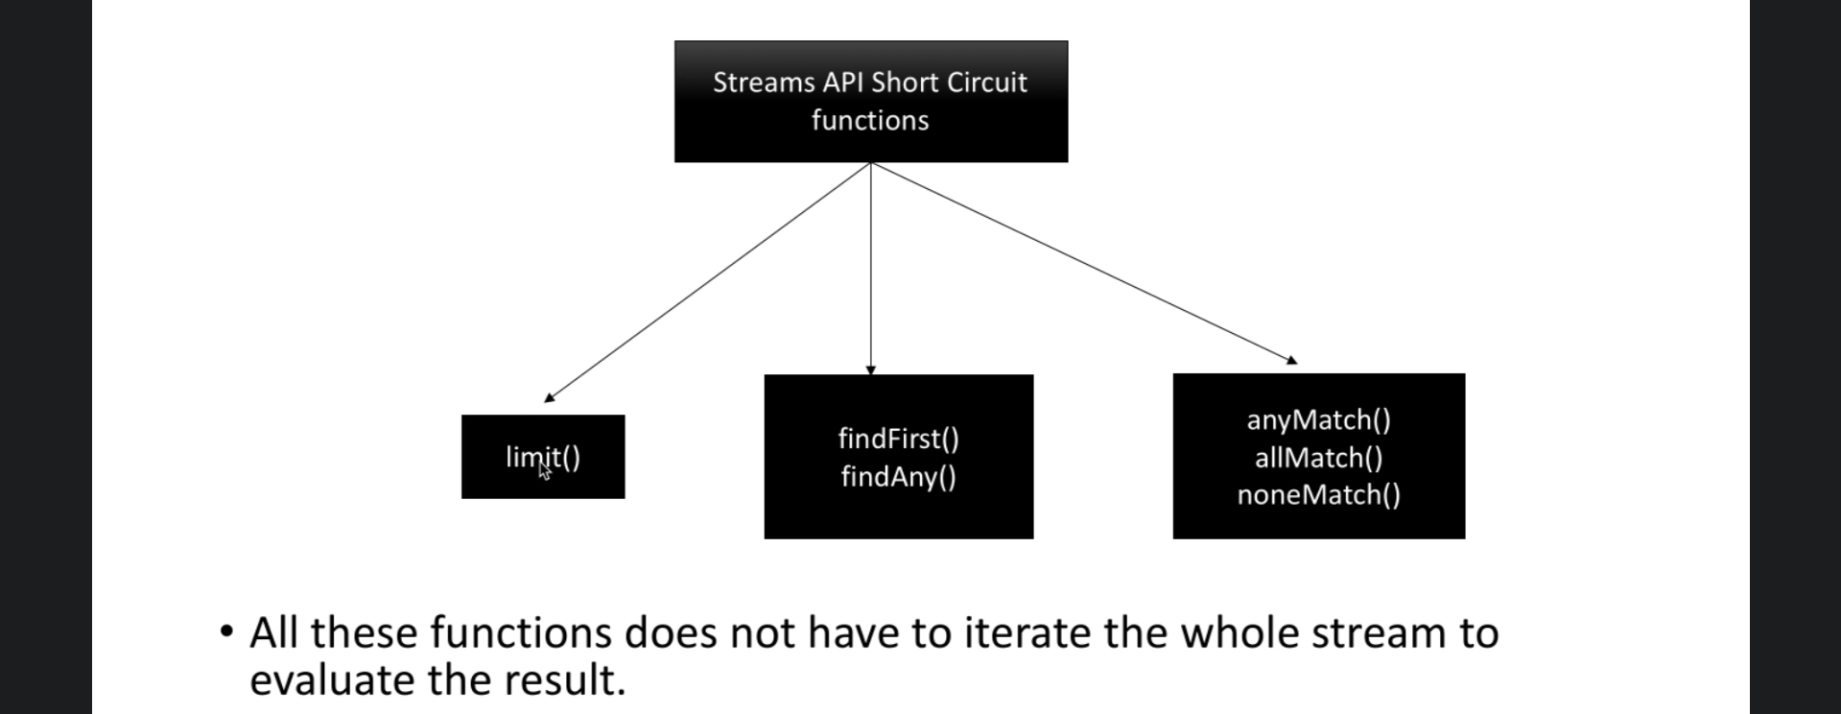 Streams API Short Circuit
functions
limit()
findFirst()
findAny()
anyMatch()
allMatch()
noneMatch()
• All these functions does not have to iterate the whole stream to
evaluate the result.